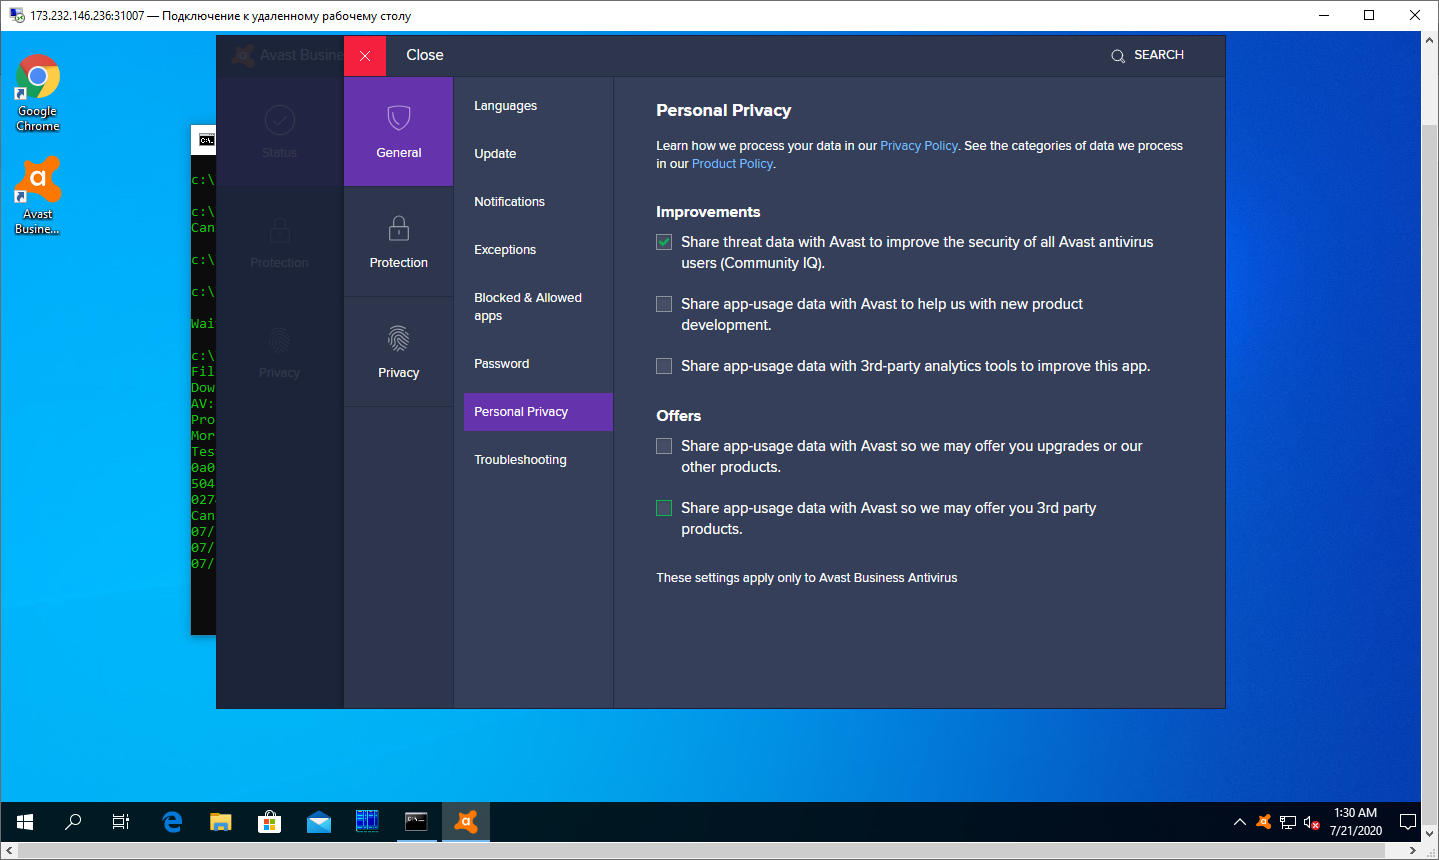 173.232.146.236:31007 — Подключение к удаленному рабочему столу
Google
Chrome
Avast
Busine...
Avast Busine
Close
SEARCH
Status
Protection
Privacy
General
Protection
Privacy
Languages
Update
Notifications
Exceptions
Blocked & Allowed
apps
Password
Personal Privacy
Troubleshooting
Personal Privacy
Learn how we process your data in our Privacy Policy. See the categories of data we process
in our Product Policy.
Improvements
Share threat data with Avast to improve the security of all Avast antivirus
users (Community IQ).
Share app-usage data with Avast to help us with new product
development.
Share app-usage data with 3rd-party analytics tools to improve this app.
Offers
Share app-usage data with Avast so we may offer you upgrades or our
other products.
Share app-usage data with Avast so we may offer you 3rd party
products.
These settings apply only to Avast Business Antivirus
c:\
c:\
Can
c:\
c:\
Wai
c:\
Fil
Dow
AV:
Pro
Mor
Tes
0a0
504
027
Can
07/
07/
07/
1:30 AM
7/21/2020